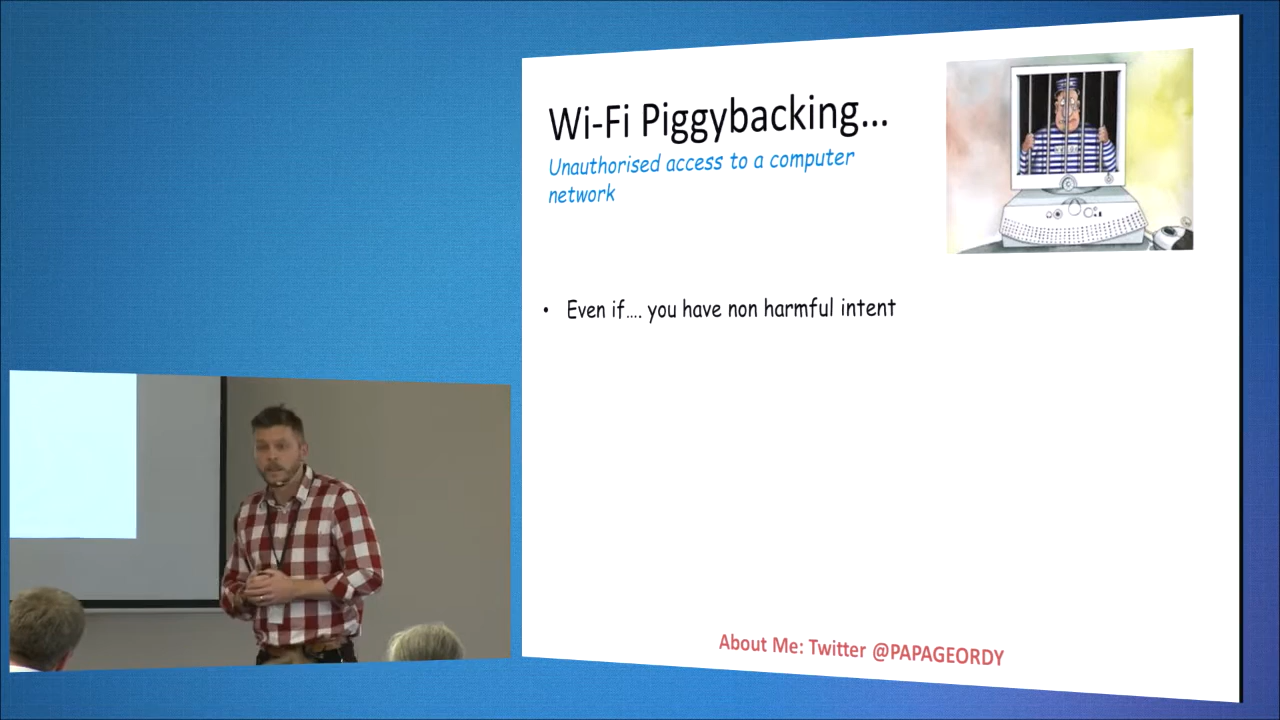 Wi-Fi Piggybacking...
Unauthorised access to a computer
network
• Even if.... you have non harmful intent
About Me: Twitter @PAPAGEORDY